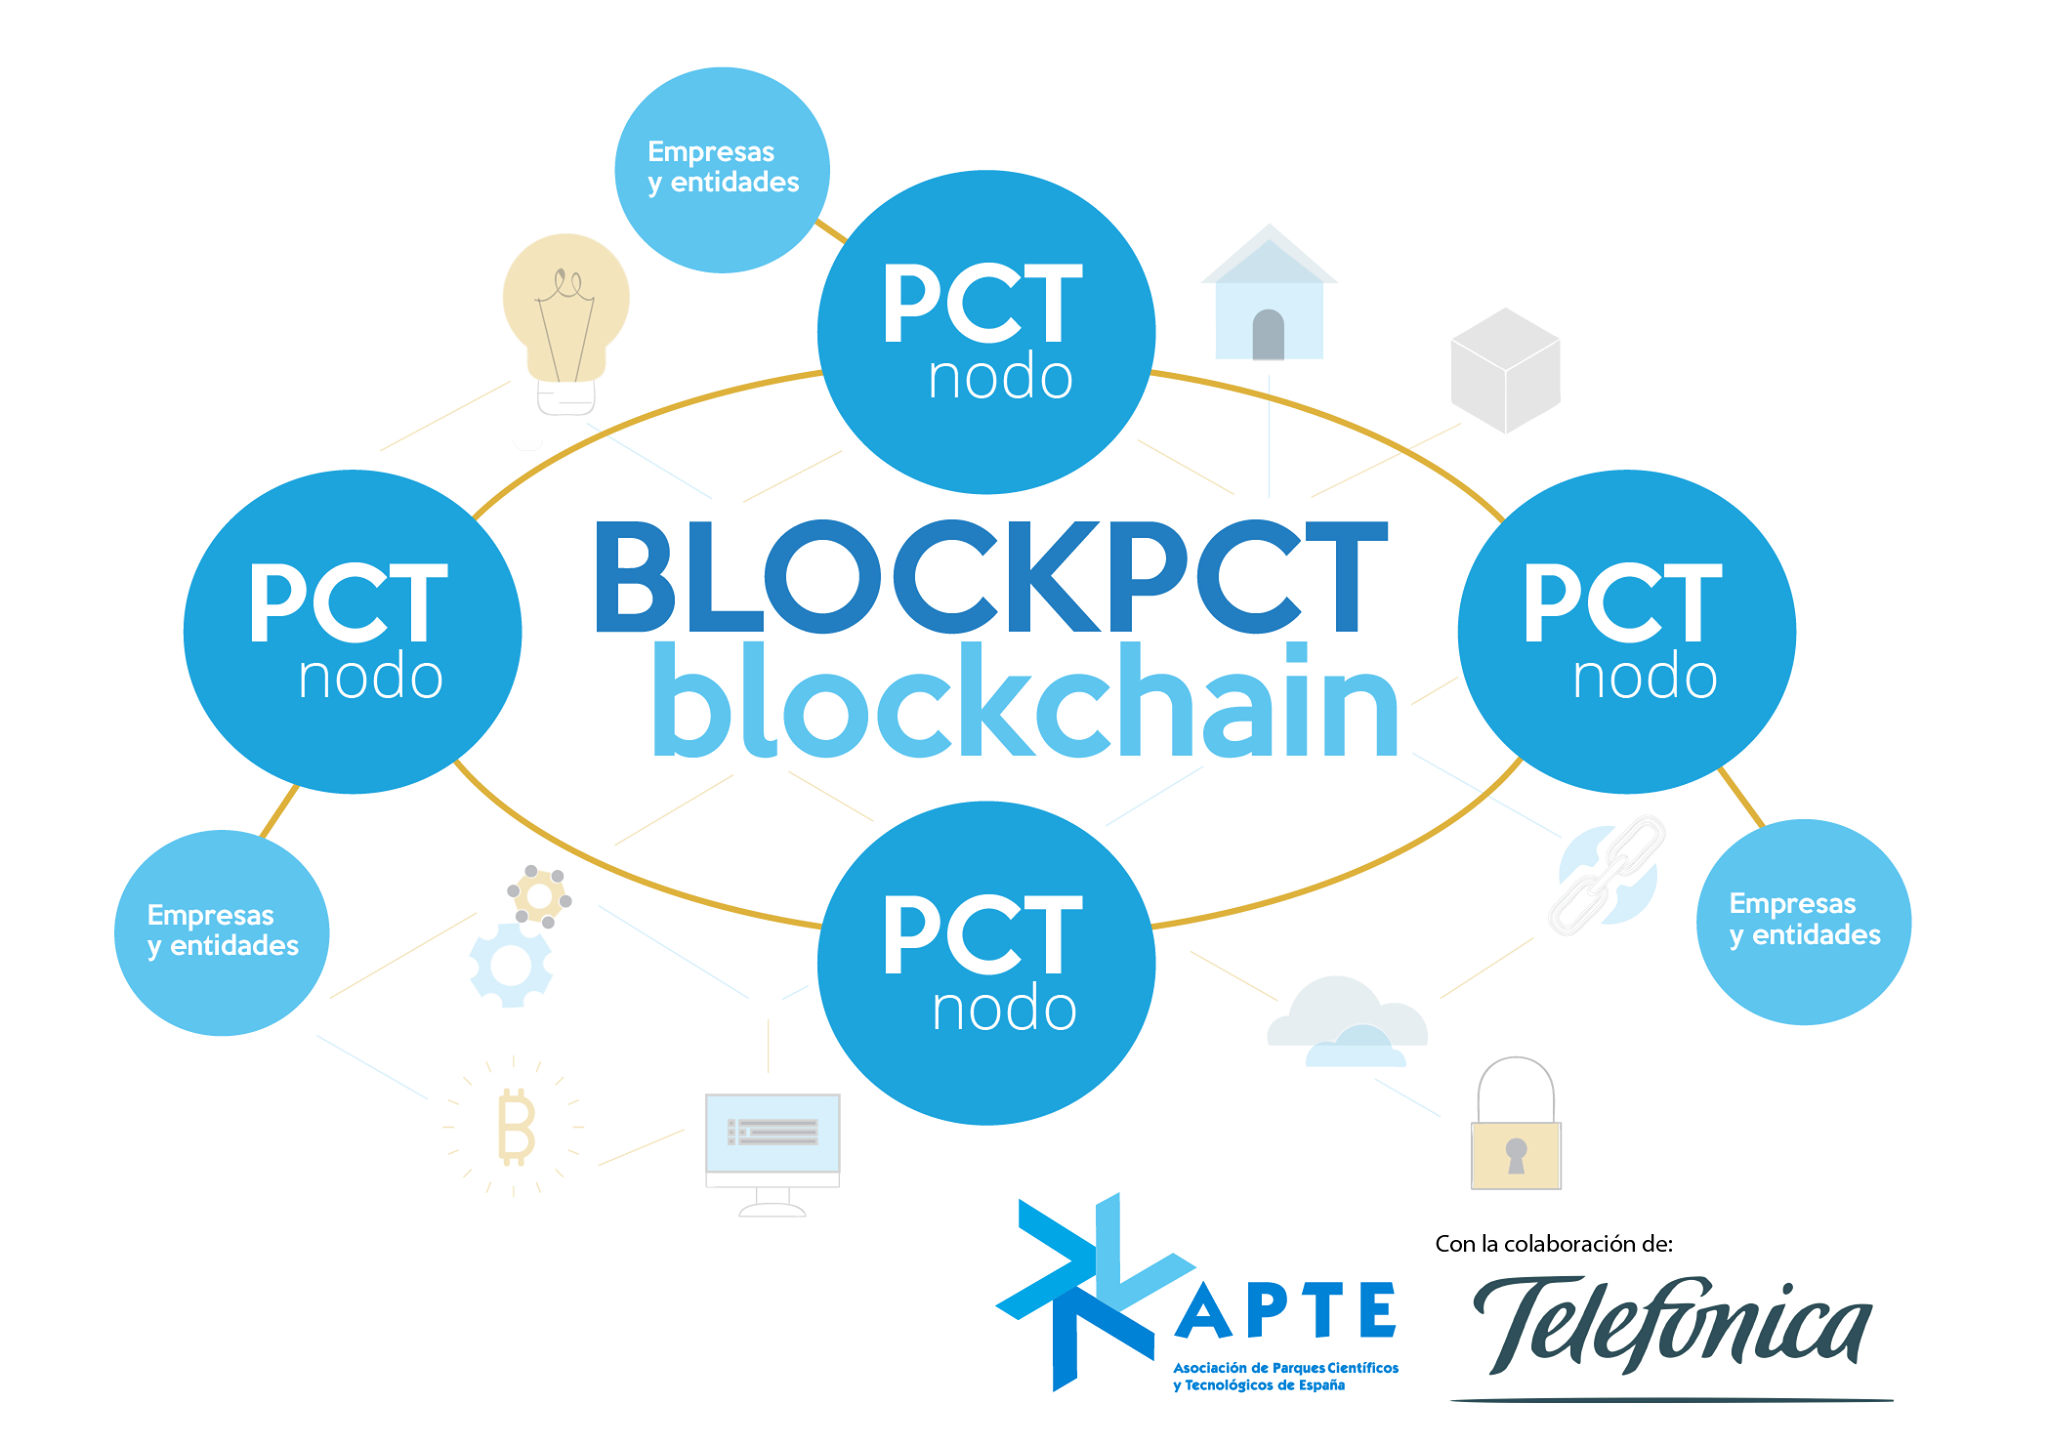 Empresas
y entidades
PCT
nodo
PCT
nodo
BLOCKPCT
blockchain
PCT
nodo
Empresas
y entidades
PCT
nodo
Empresas
y entidades
APTE
Asociación de Parques Científicos
y Tecnológicos de España
Con la colaboración de:
Telefónica